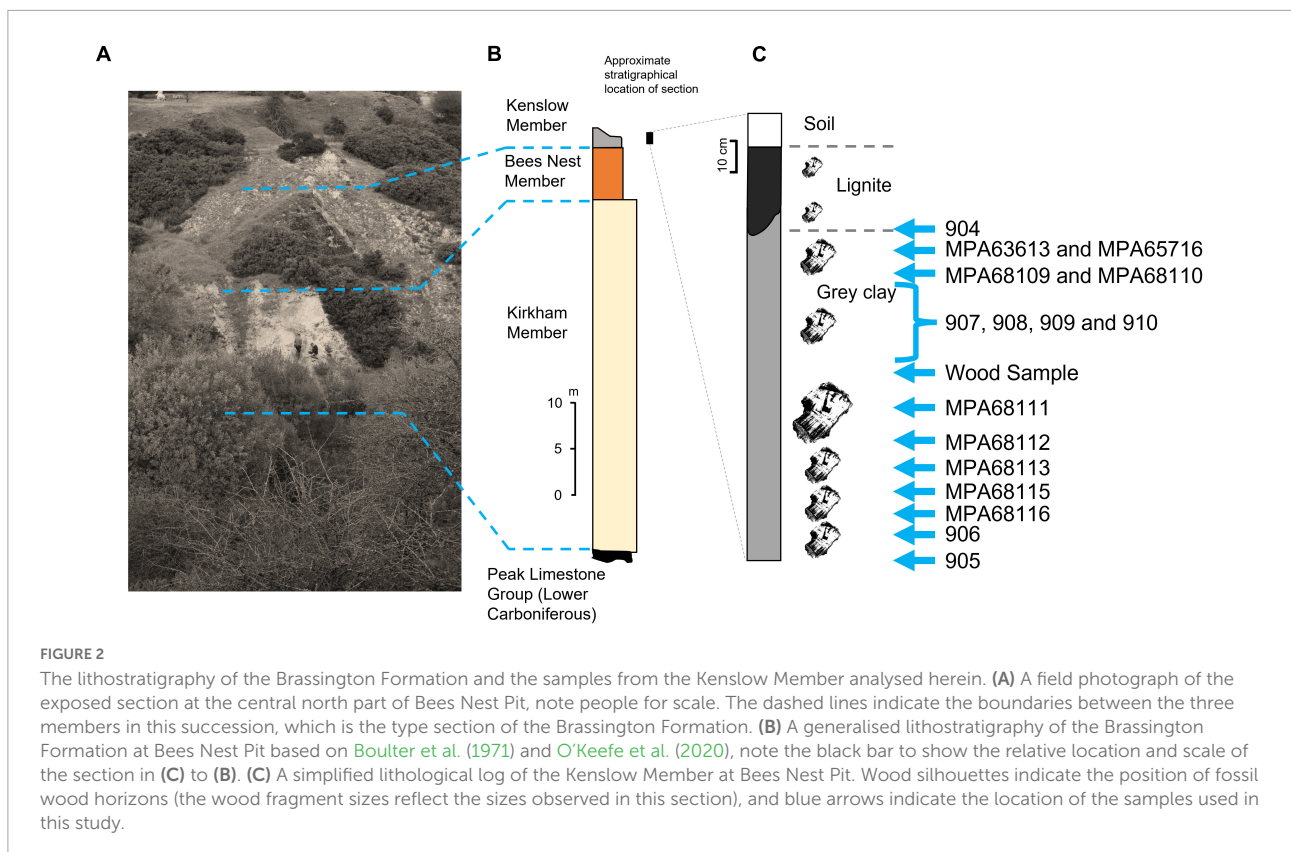 A
B
Approximate
stratigraphical
location of section
C
Kenslow
Member
Bees Nest
Member
Kirkham
Member
10
m
5
0
Peak Limestone
Group (Lower
Carboniferous)
10 cm
Soil
Lignite
Grey clay
904
MPA63613 and MPA65716
MPA68109 and MPA68110
907, 908, 909 and 910
Wood Sample
MPA68111
MPA68112
MPA68113
MPA68115
MPA68116
906
905
FIGURE 2
The lithostratigraphy of the Brassington Formation and the samples from the Kenslow Member analysed herein. (A) A field photograph of the
exposed section at the central north part of Bees Nest Pit, note people for scale. The dashed lines indicate the boundaries between the three
members in this succession, which is the type section of the Brassington Formation. (B) A generalised lithostratigraphy of the Brassington
Formation at Bees Nest Pit based on Boulter et al. (1971) and O'Keefe et al. (2020), note the black bar to show the relative location and scale of
the section in (C) to (B). (C) A simplified lithological log of the Kenslow Member at Bees Nest Pit. Wood silhouettes indicate the position of fossil
wood horizons (the wood fragment sizes reflect the sizes observed in this section), and blue arrows indicate the location of the samples used in
this study.